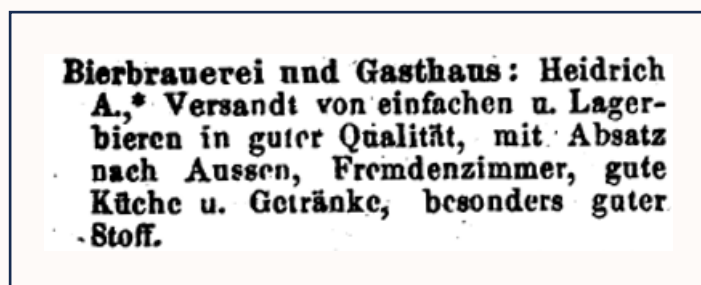 Bierbrauerei nnd Gasthaus: Heidrich
A.,* Versandt von einfachen u. Lager-
bieren in guter Qualität, mit Absatz
nach Aussen, Fremdenzimmer, gute
Küche u. Getränke, besonders guter
Stoff.